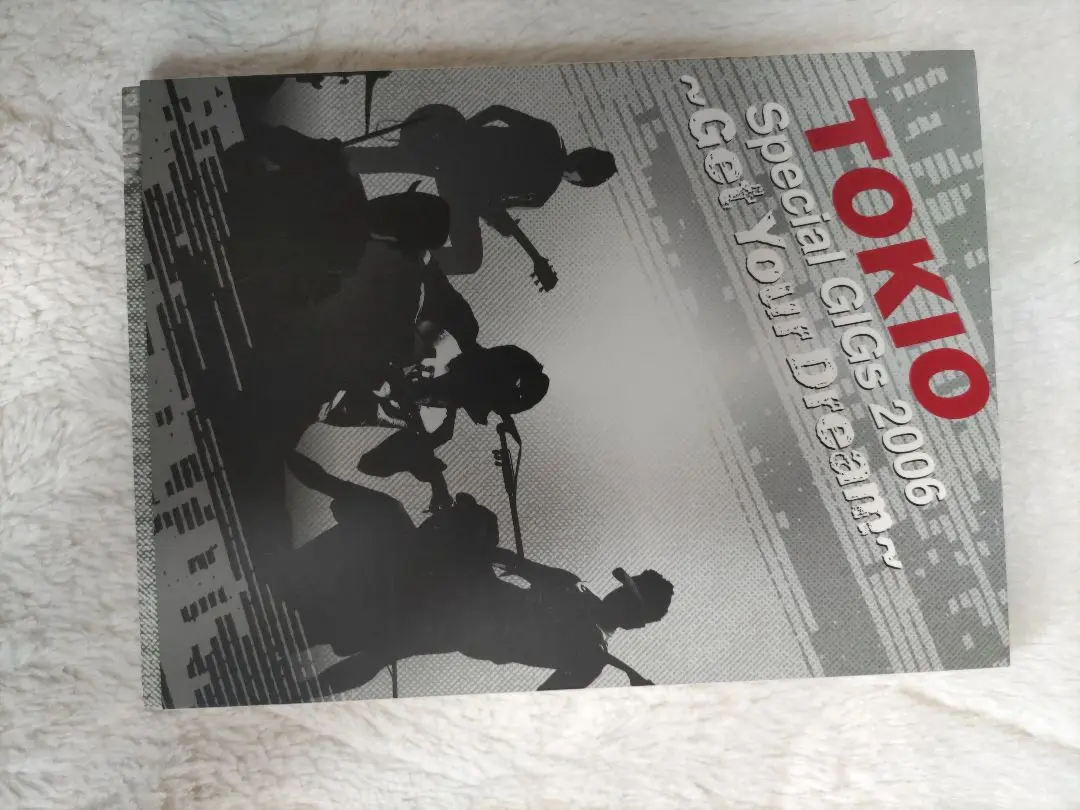 TOKIO
Special GIGs 2006
~Get Your Dream~